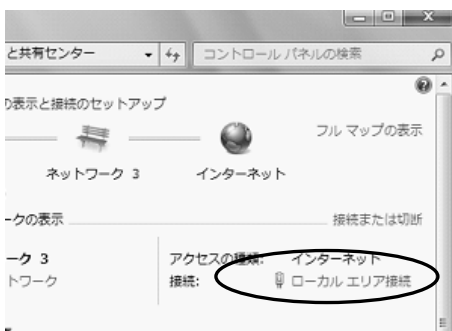 と共有センター
コントロール パネルの検索
の表示と接続のセットアップ
フル マップの表示
ネットワーク 3
インターネット
ークの表示
接続または切断
ーク 3
アクセスの種類:
インターネット
トワーク
接続:
ローカル エリア接続